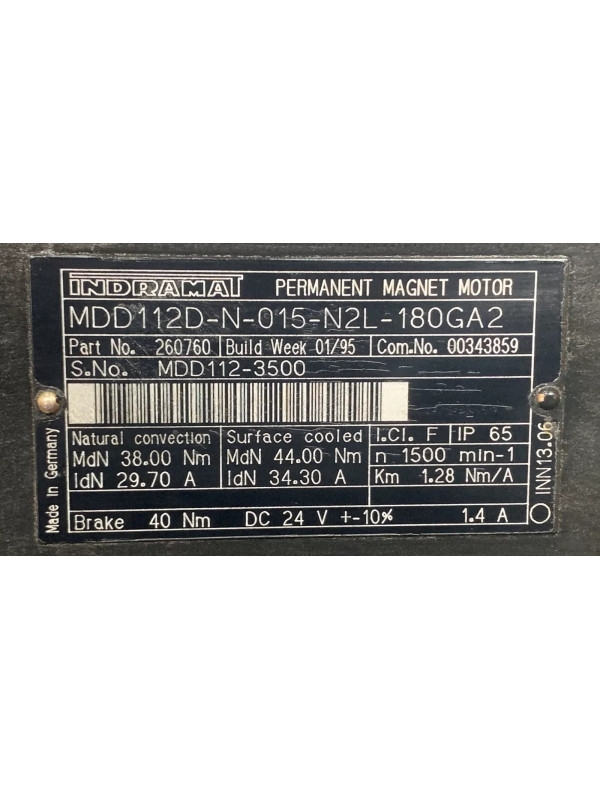 INDRAMAT PERMANENT MAGNET MOTOR
MDD112D-N-015-N2L-180GA2
Part No. 260760 Build Week 01/95 Com.No. 00343859
S.No. MDD112-3500
Natural convection Surface cooled I.Cl. F IP 65
MdN 38.00 Nm MdN 44.00 Nm n 1500 min-1
IdN 29.70 A IdN 34.30 A Km 1.28 Nm/A
Brake 40 Nm DC 24 V +-10% 1.4 A
Made in Germany
INN13.06